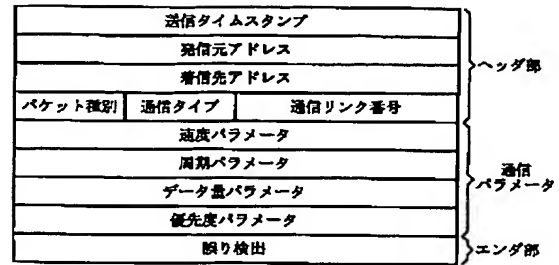 送信タイムスタンプ
発信元アドレス
着信先アドレス
ヘッダ部
パケット種別 通信タイプ 通信リンク番号
速度パラメータ
周期パラメータ
データ量パラメータ
優先度パラメータ
通信
パラメータ
誤り検出
エンダ部